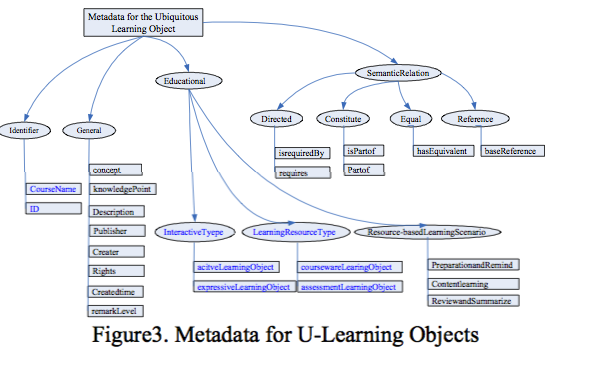 Metadata for the Ubiquitous
Learning Object
SemanticRelation
Educational
Identifier
General
Directed
Constitute
Equal
Reference
isrequiredBy
isPartof
hasEquivalent
baseReference
requires
Partof
concept
CourseName
knowledgePoint
ID
Description
Publisher
InteractiveTyepe
LearningResourceType
Resource-basedLearningScenario
Creater
Rights
acitveLearningObject
coursewareLearingObject
PreparationandRemind
Createdtime
expressiveLearningObject
assessmentLearningObject
Contentlearning
remarkLevel
ReviewandSummarize
Figure3. Metadata for U-Learning Objects